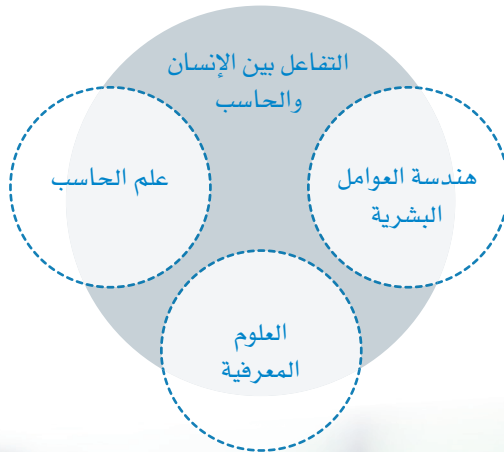 التفاعل بين الإنسان
والحاسب
هندسة العوامل
البشرية
علم الحاسب
العلوم
المعرفية